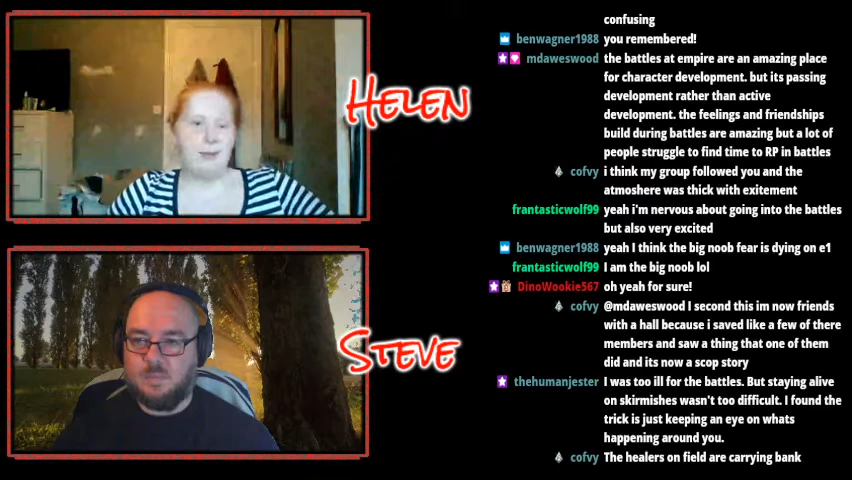 Helen
Steve
confusing
benwagner1988 you remembered!
mdaweswood the battles at empire are an amazing place
for character development. but its passing
development rather than active
development. the feelings and friendships
build during battles are amazing but a lot of
people struggle to find time to RP in battles
cofvy i think my group followed you and the
atmoshere was thick with exitement
frantasticwolf99 yeah i'm nervous about going into the battles
but also very excited
benwagner1988 yeah I think the big noob fear is dying on e1
frantasticwolf99 I am the big noob lol
DinoWookie567 oh yeah for sure!
cofvy @mdaweswood I second this im now friends
with a hall because i saved like a few of there
members and saw a thing that one of them
did and its now a scop story
thehumanjester I was too ill for the battles. But staying alive
on skirmishes wasn't too difficult. I found the
trick is just keeping an eye on whats
happening around you.
cofvy The healers on field are carrying bank